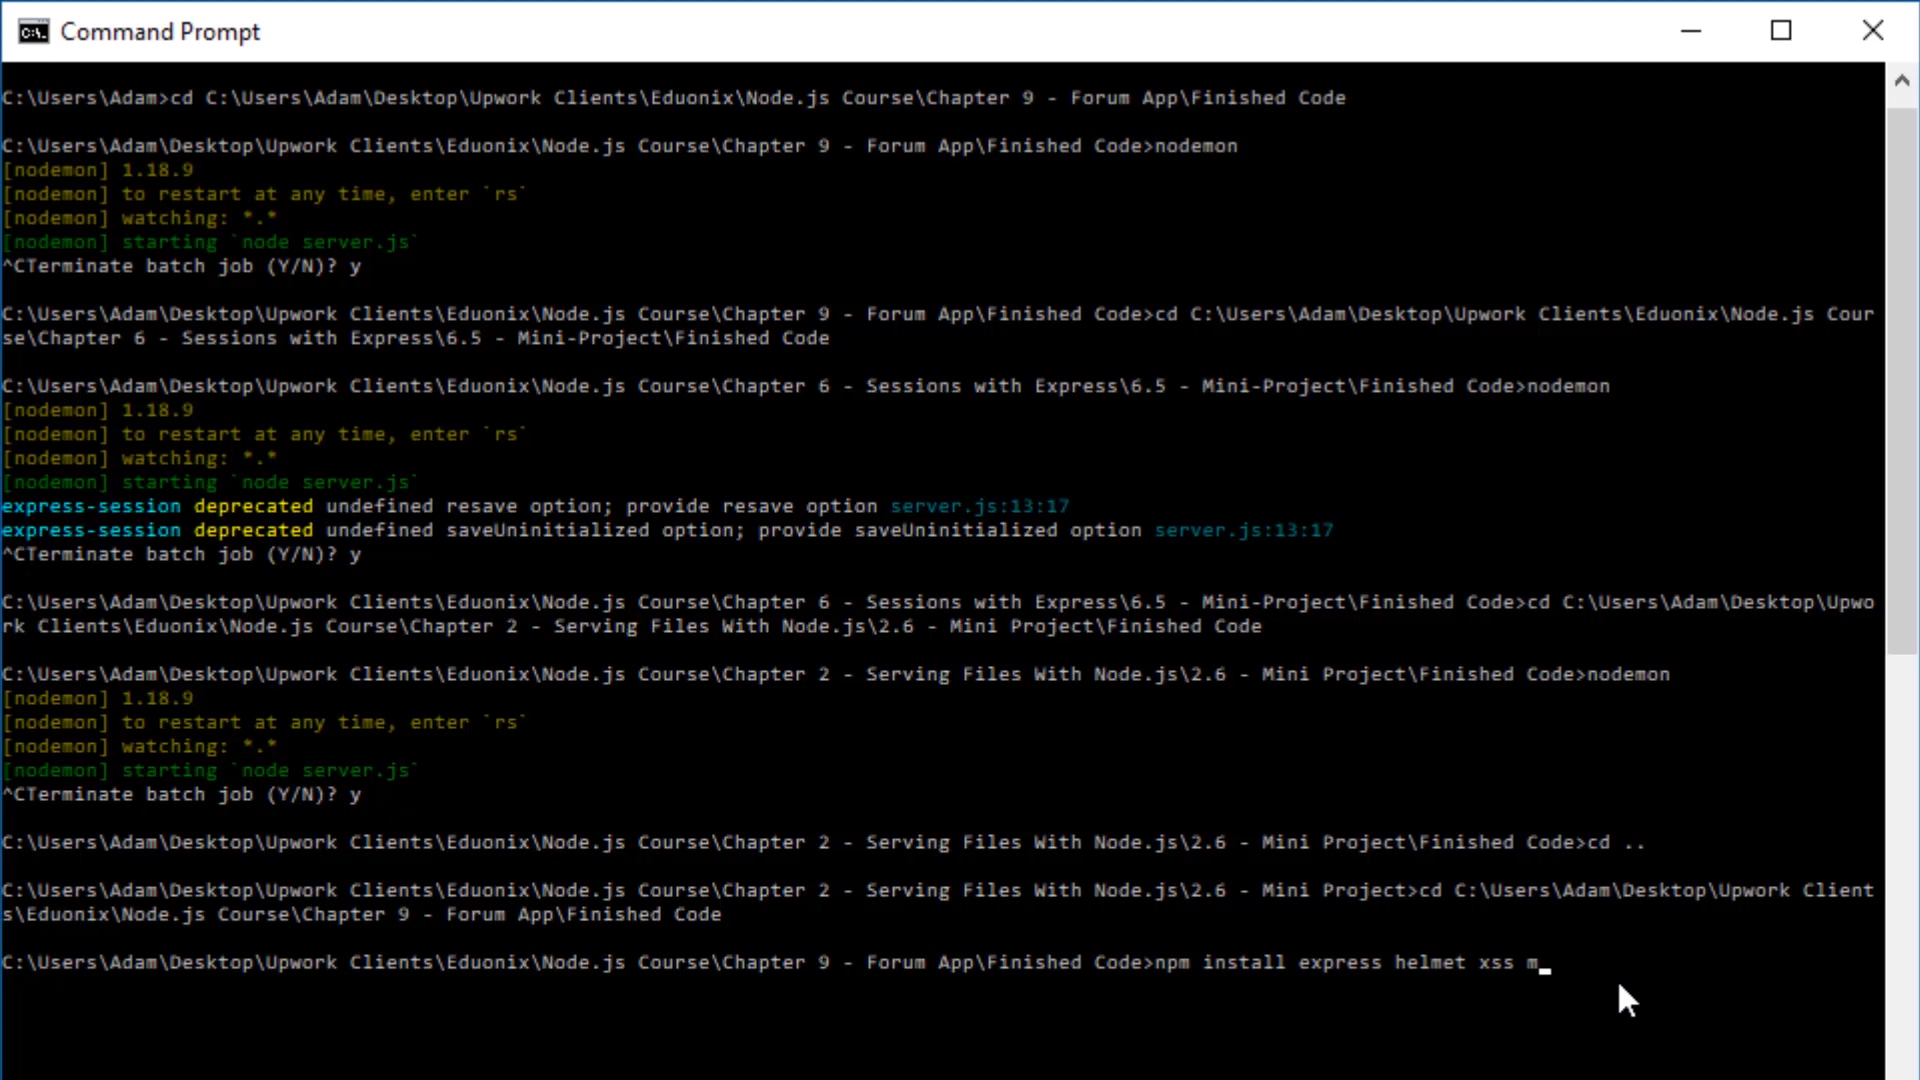 Command Prompt
C:\Users\Adam>cd C:\Users\Adam\Desktop\Upwork Clients\Eduonix\Node.js Course\Chapter 9 - Forum App\Finished Code
C:\Users\Adam\Desktop\Upwork Clients\Eduonix\Node.js Course\Chapter 9 - Forum App\Finished Code>nodemon
[nodemon] 1.18.9
[nodemon] to restart at any time, enter `rs`
[nodemon] watching: *.*
[nodemon] starting `node server.js`
^CTerminate batch job (Y/N)? y
C:\Users\Adam\Desktop\Upwork Clients\Eduonix\Node.js Course\Chapter 9 - Forum App\Finished Code>cd C:\Users\Adam\Desktop\Upwork Clients\Eduonix\Node.js Cour
se\Chapter 6 - Sessions with Express\6.5 - Mini-Project\Finished Code
C:\Users\Adam\Desktop\Upwork Clients\Eduonix\Node.js Course\Chapter 6 - Sessions with Express\6.5 - Mini-Project\Finished Code>nodemon
[nodemon] 1.18.9
[nodemon] to restart at any time, enter `rs`
[nodemon] watching: *.*
[nodemon] starting `node server.js`
express-session deprecated undefined resave option; provide resave option server.js:13:17
express-session deprecated undefined saveUninitialized option; provide saveUninitialized option server.js:13:17
^CTerminate batch job (Y/N)? y
C:\Users\Adam\Desktop\Upwork Clients\Eduonix\Node.js Course\Chapter 6 - Sessions with Express\6.5 - Mini-Project\Finished Code>cd C:\Users\Adam\Desktop\Upwo
rk Clients\Eduonix\Node.js Course\Chapter 2 - Serving Files With Node.js\2.6 - Mini Project\Finished Code
C:\Users\Adam\Desktop\Upwork Clients\Eduonix\Node.js Course\Chapter 2 - Serving Files With Node.js\2.6 - Mini Project\Finished Code>nodemon
[nodemon] 1.18.9
[nodemon] to restart at any time, enter `rs`
[nodemon] watching: *.*
[nodemon] starting `node server.js`
^CTerminate batch job (Y/N)? y
C:\Users\Adam\Desktop\Upwork Clients\Eduonix\Node.js Course\Chapter 2 - Serving Files With Node.js\2.6 - Mini Project\Finished Code>cd ..
C:\Users\Adam\Desktop\Upwork Clients\Eduonix\Node.js Course\Chapter 2 - Serving Files With Node.js\2.6 - Mini Project>cd C:\Users\Adam\Desktop\Upwork Client
s\Eduonix\Node.js Course\Chapter 9 - Forum App\Finished Code
C:\Users\Adam\Desktop\Upwork Clients\Eduonix\Node.js Course\Chapter 9 - Forum App\Finished Code>npm install express helmet xss m_